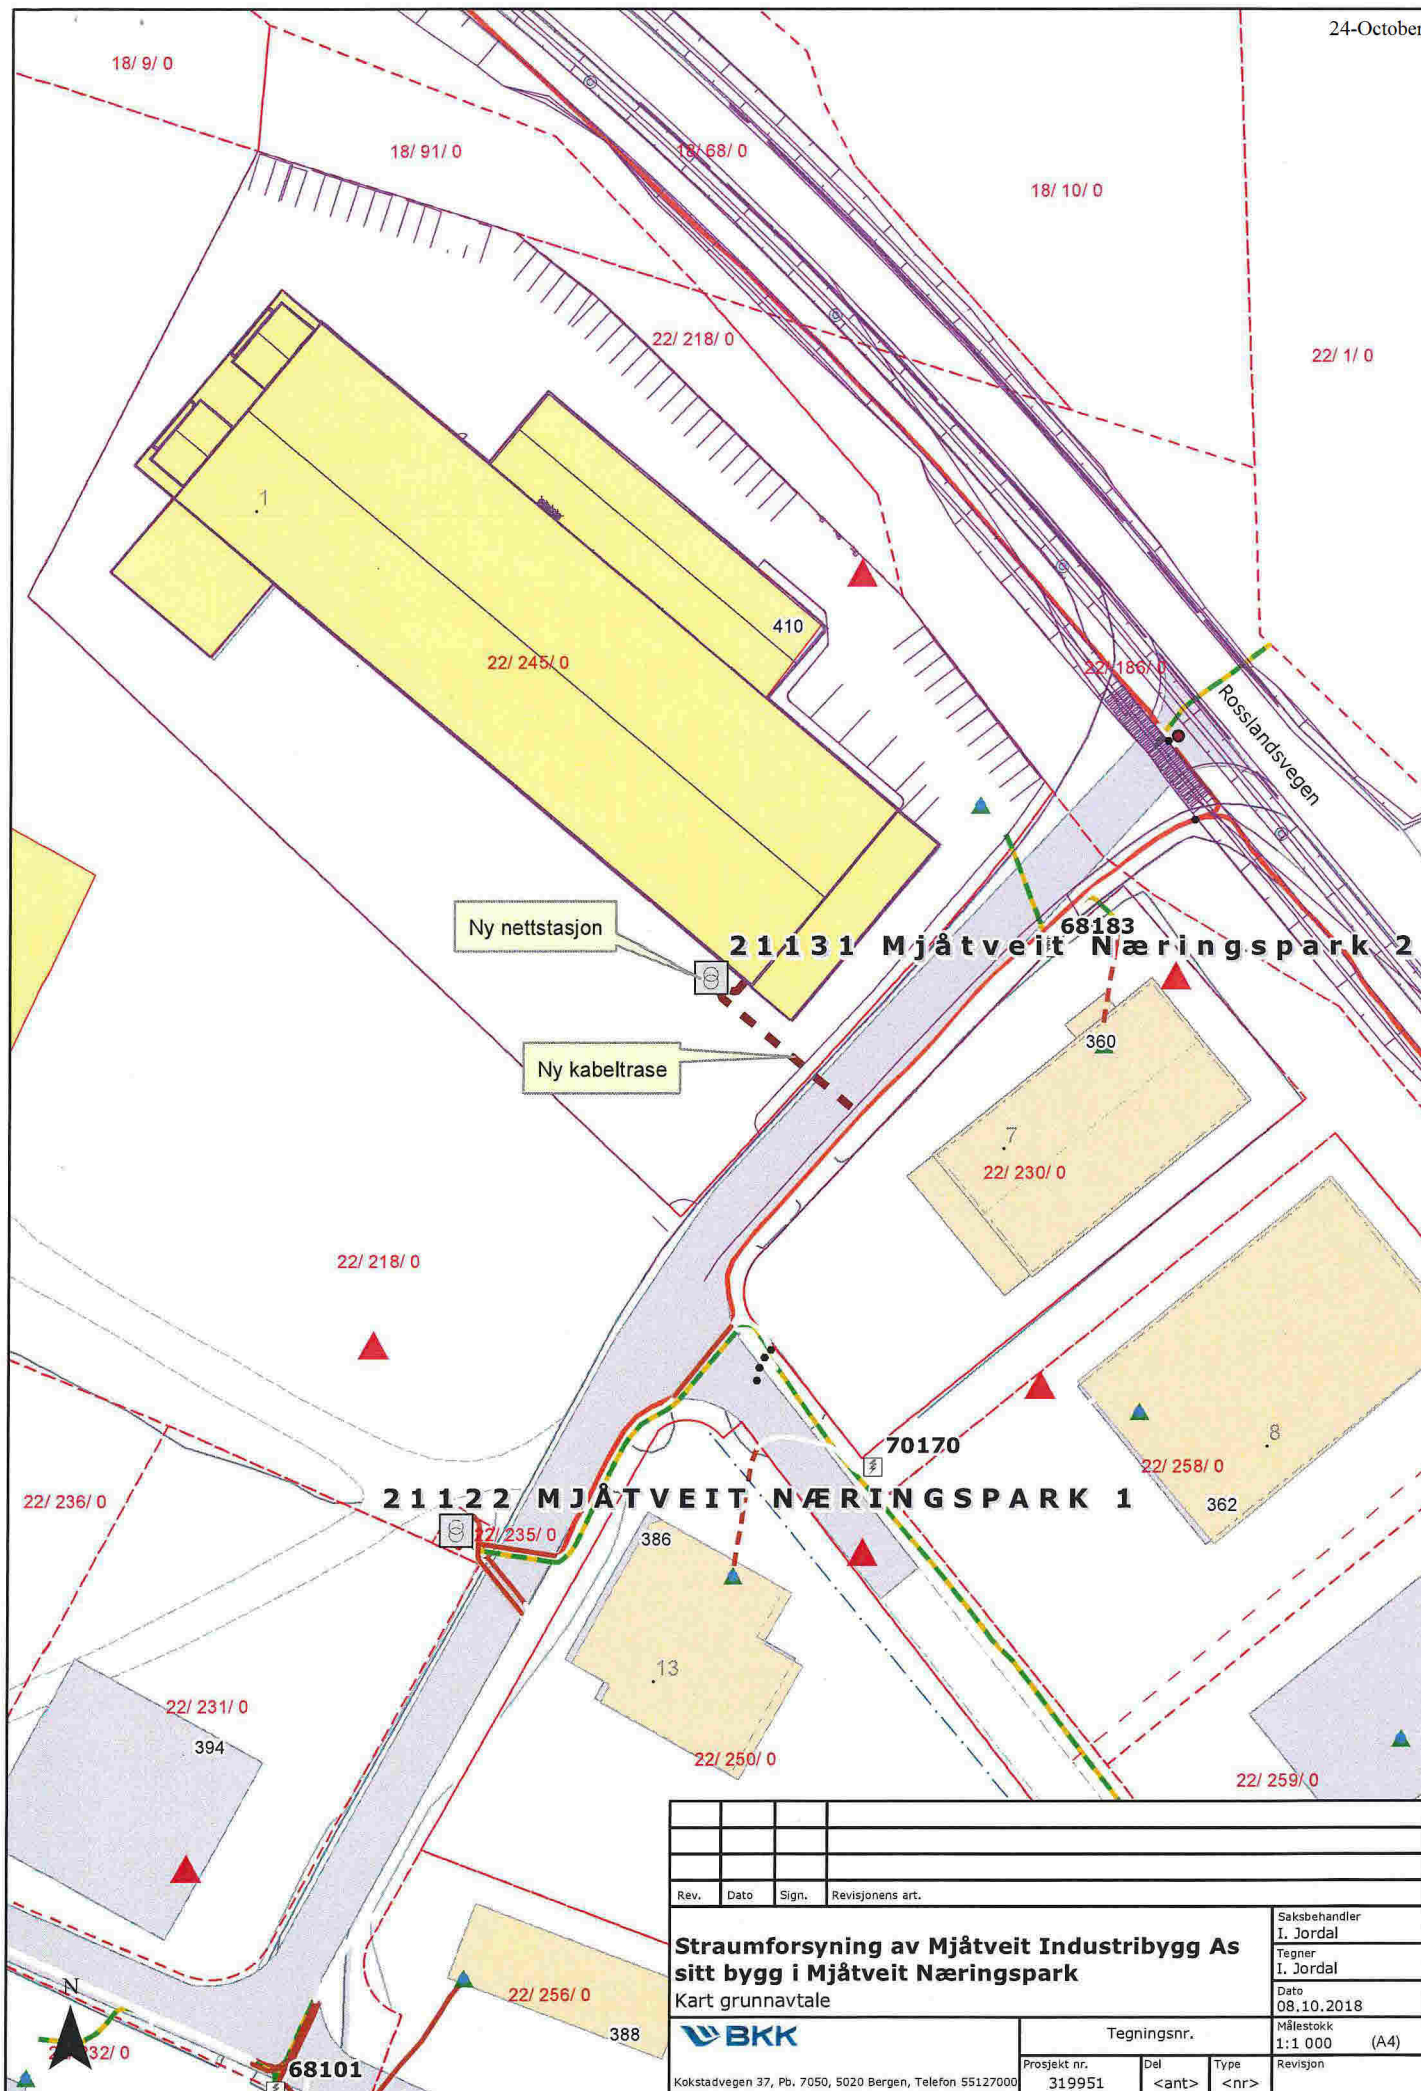 24-October
18/ 9/ 0
18/ 91/ 0
18/ 68/ 0
18/ 10/ 0
22/ 218/ 0
22/ 1/ 0
1
410
22/ 245/ 0
22/ 186/ 0
Rosslandsvegen
Ny nettstasjon
68183
21131 Mjåtveit Næringspark 2
360
Ny kabeltrase
7
22/ 230/ 0
22/ 218/ 0
8
70170
22/ 258/ 0
22/ 236/ 0
21122 MJÅTVEIT NÆRINGSPARK 1
362
22/ 235/ 0
386
13
22/ 231/ 0
394
22/ 250/ 0
22/ 259/ 0
Rev. Dato Sign. Revisjonens art.
Straumforsyning av Mjåtveit Industribygg As
sitt bygg i Mjåtveit Næringspark
Kart grunnavtale
Saksbehandler
I. Jordal
Tegner
I. Jordal
Dato
08.10.2018
N
22/ 256/ 0
388
68101
BKK
Kokstadvegen 37, Pb. 7050, 5020 Bergen, Telefon 55127000
Tegningsnr.
Målestokk
1:1 000 (A4)
Prosjekt nr.
319951
Del
<ant>
Type
<nr>
Revisjon